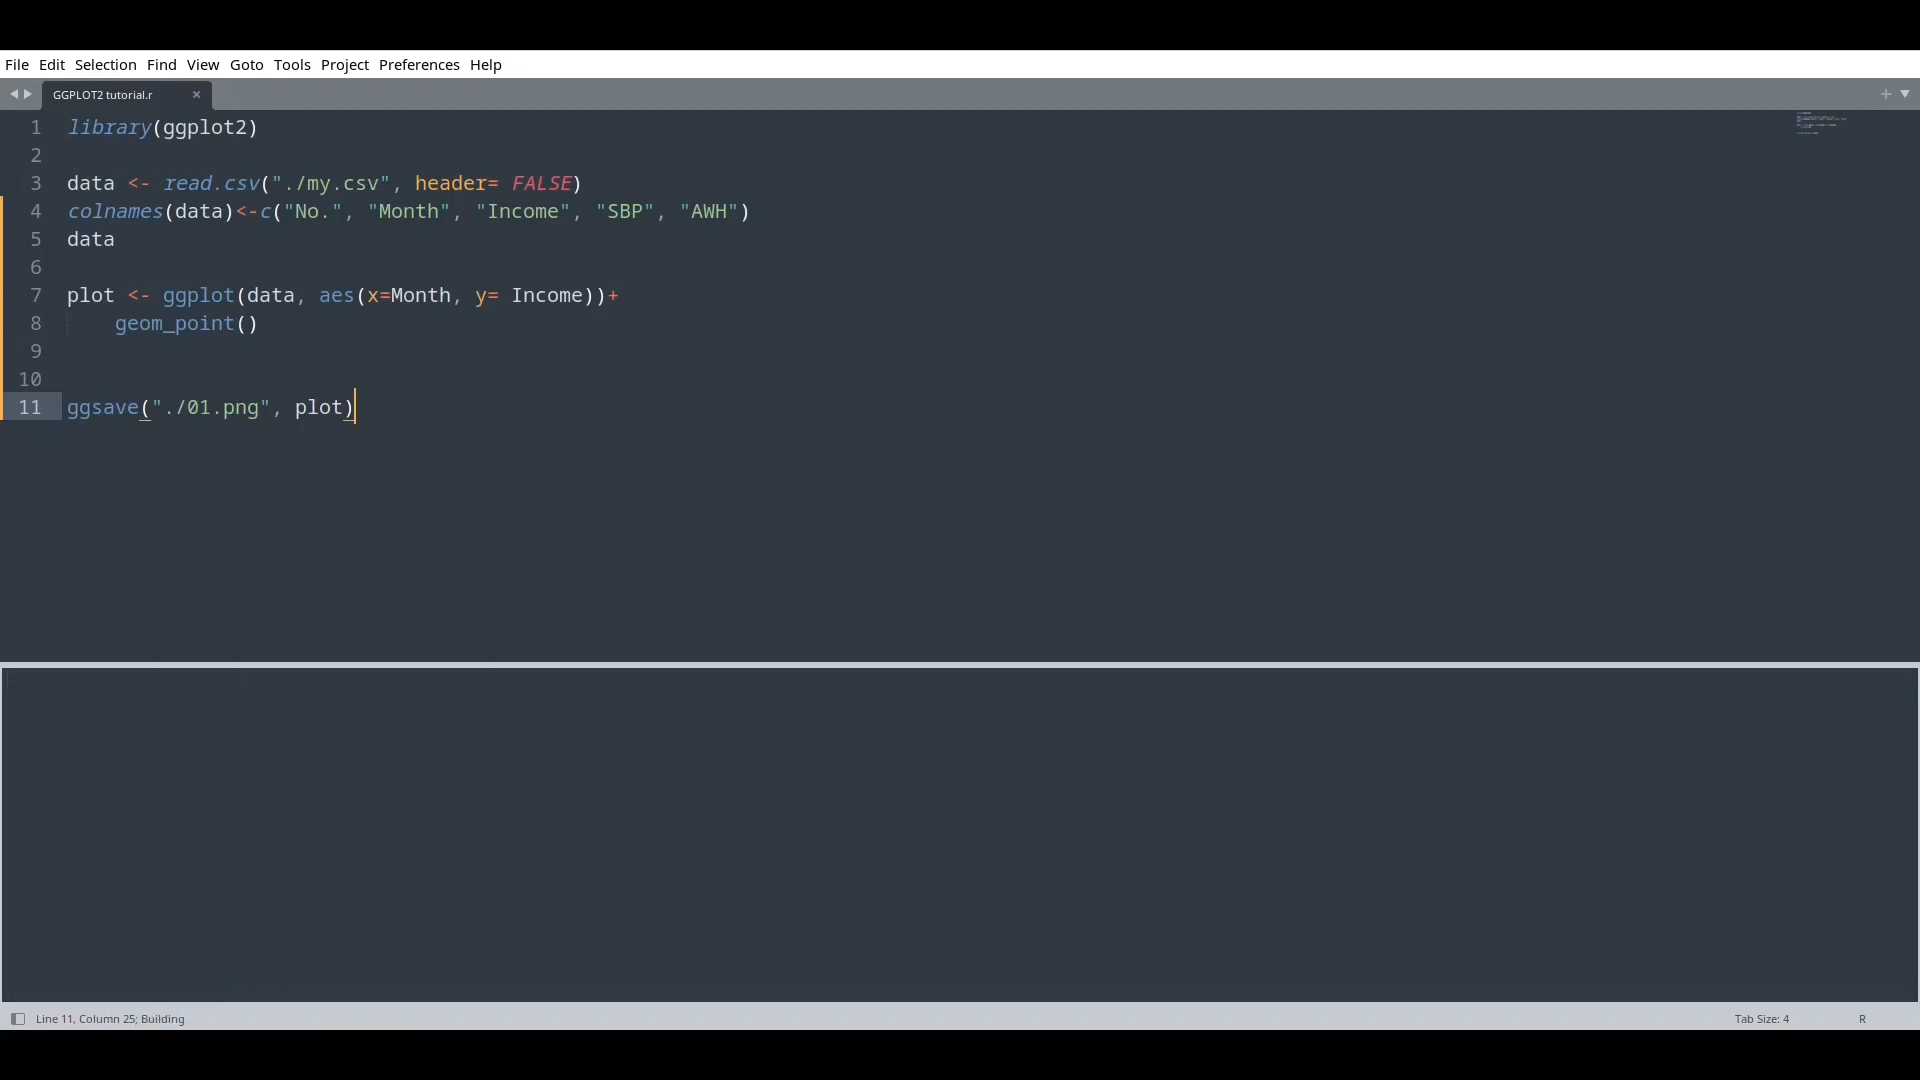 File Edit Selection Find View Goto Tools Project Preferences Help
GGPLOT2 tutorial.r ×
1 library(ggplot2)
2
3 data <- read.csv("./my.csv", header= FALSE)
4 colnames(data)<-c("No.", "Month", "Income", "SBP", "AWH")
5 data
6
7 plot <- ggplot(data, aes(x=Month, y= Income))+
8     geom_point()
9
10
11 ggsave("./01.png", plot)
Line 11, Column 25; Building Tab Size: 4 R